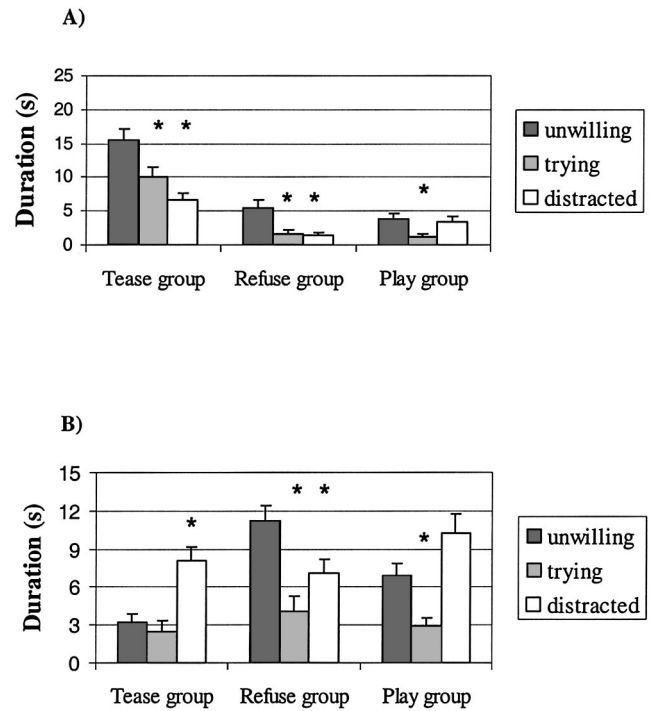 A)
Duration (s)
25
20
15
10
5
0
* *
* *
*
Tease group Refuse group Play group
unwilling
trying
distracted
B)
Duration (s)
15
12
9
6
3
0
*
* *
*
Tease group Refuse group Play group
unwilling
trying
distracted